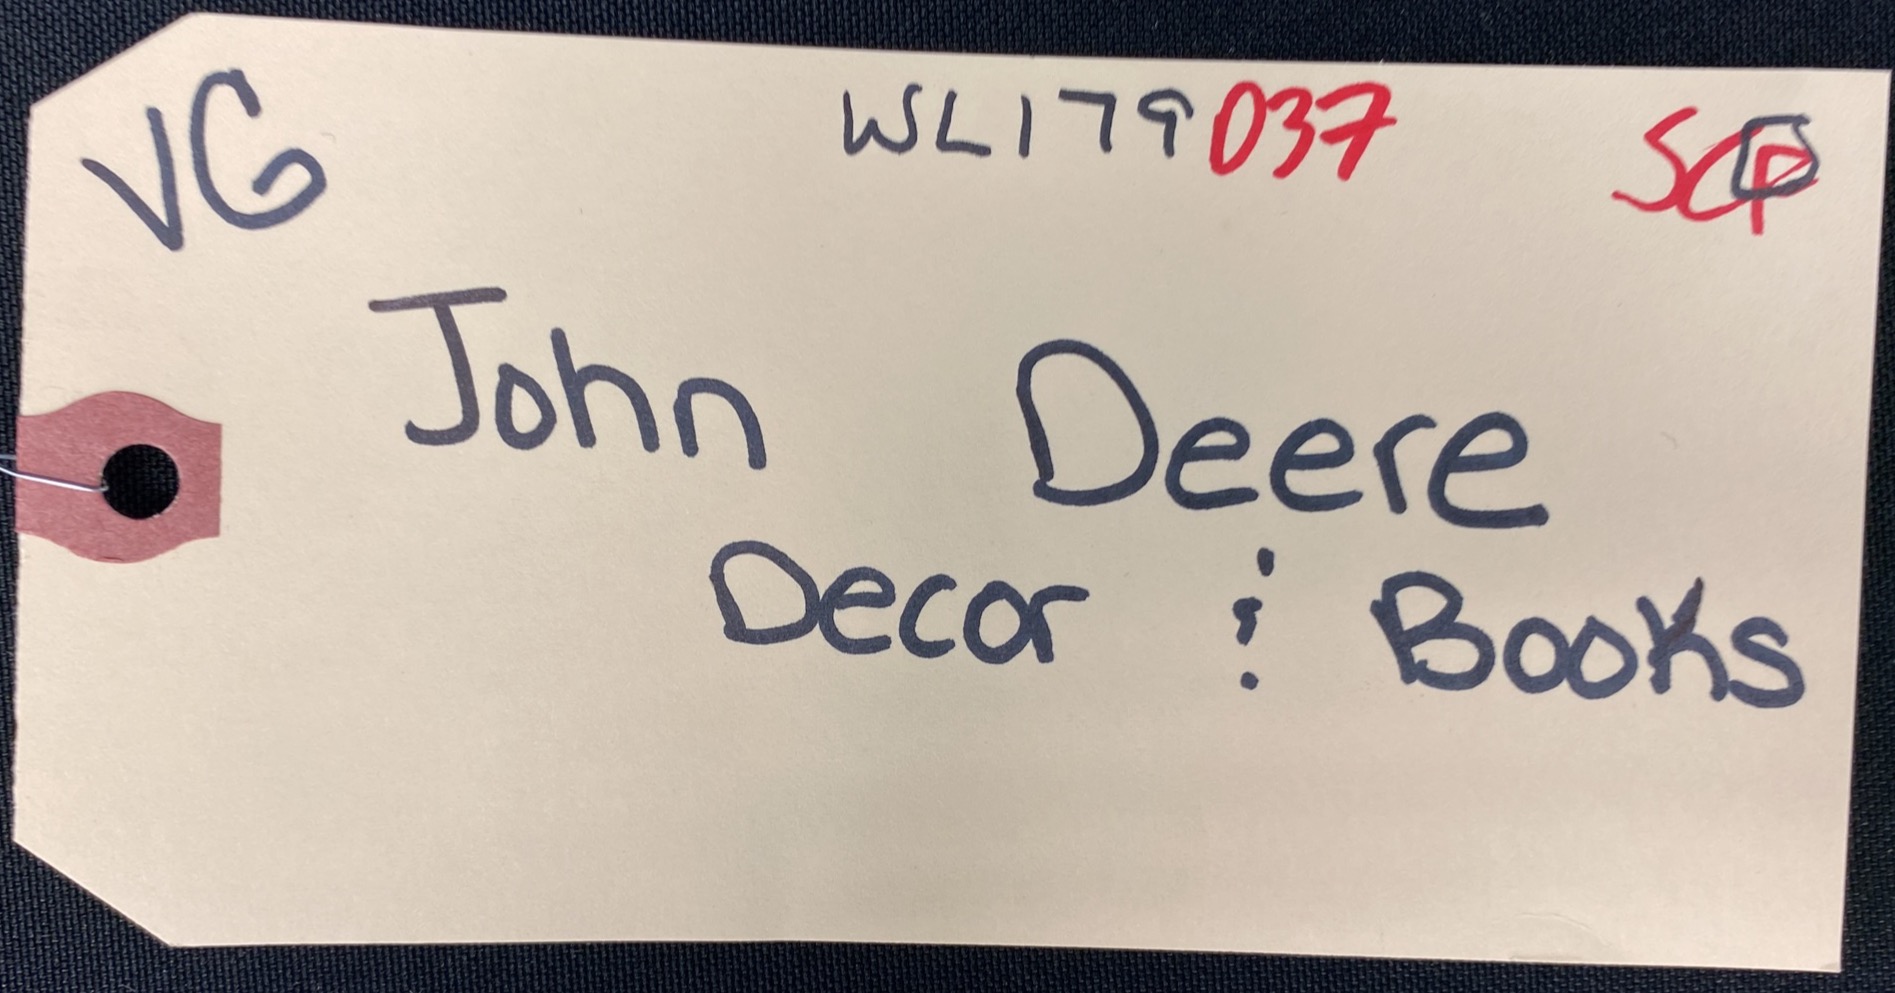 VG WL179037
John Deere
Decor & Books